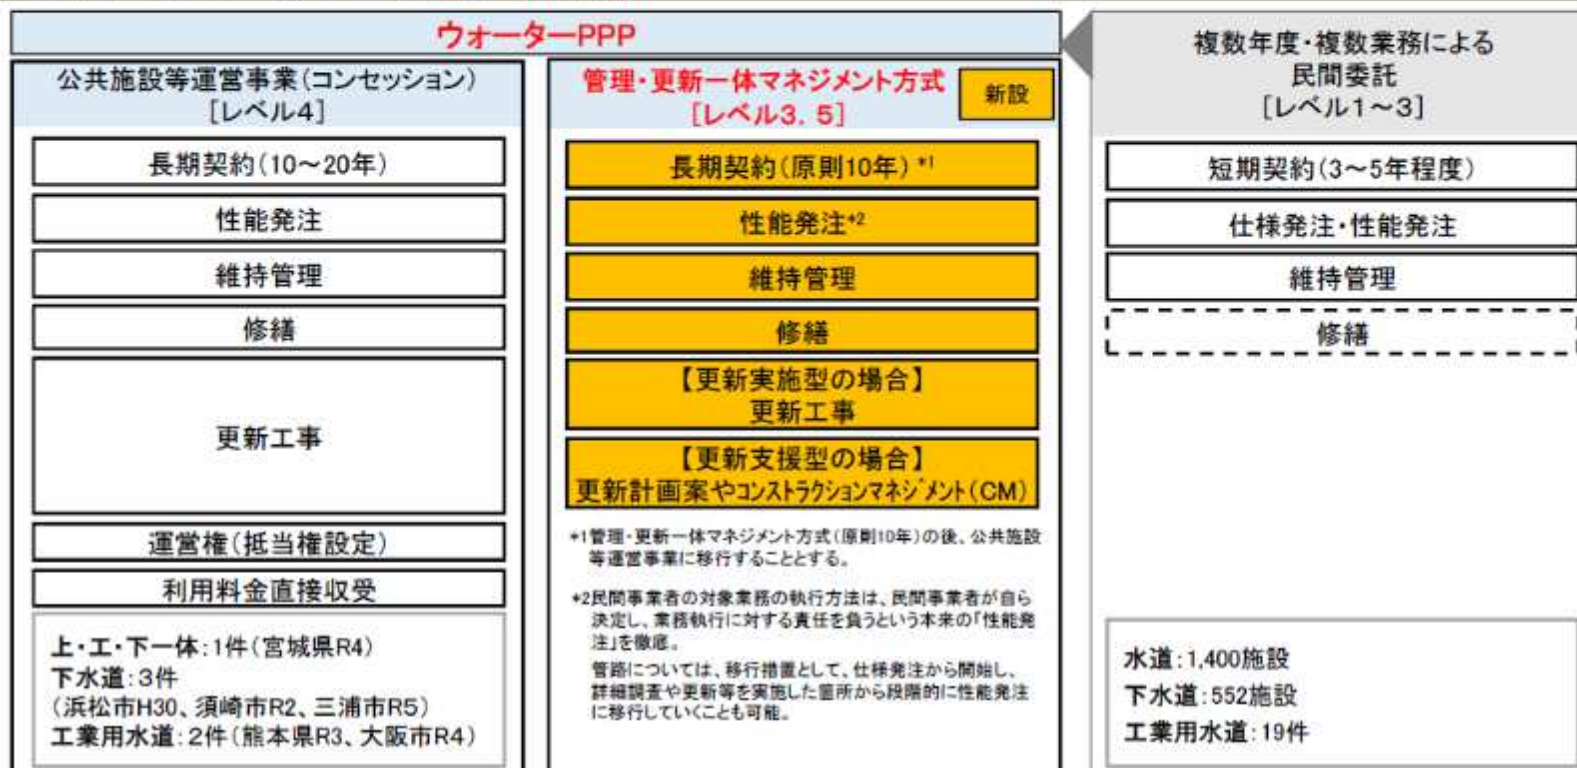 ウォーターPPP
公共施設等運営事業(コンセッション)
[レベル4]
長期契約(10～20年)
性能発注
維持管理
修繕
更新工事
運営権(抵当権設定)
利用料金直接収受
上・工・下一体:1件(宮城県R4)
下水道:3件
(浜松市H30、須崎市R2、三浦市R5)
工業用水道:2件(熊本県R3、大阪市R4)
管理・更新一体マネジメント方式
[レベル3.5]
新設
長期契約(原則10年)*1
性能発注*2
維持管理
修繕
【更新実施型の場合】
更新工事
【更新支援型の場合】
更新計画案やコンストラクションマネジメント(CM)
*1管理・更新一体マネジメント方式(原則10年)の後、公共施設
等運営事業に移行することとする。
*2民間事業者の対象業務の執行方法は、民間事業者が自ら
決定し、業務執行に対する責任を負うという本来の「性能発
注」を徹底。
管路については、移行措置として、仕様発注から開始し、
詳細調査や更新等を実施した箇所から段階的に性能発注
に移行していくことも可能。
複数年度・複数業務による
民間委託
[レベル1～3]
短期契約(3～5年程度)
仕様発注・性能発注
維持管理
修繕
水道:1,400施設
下水道:552施設
工業用水道:19件